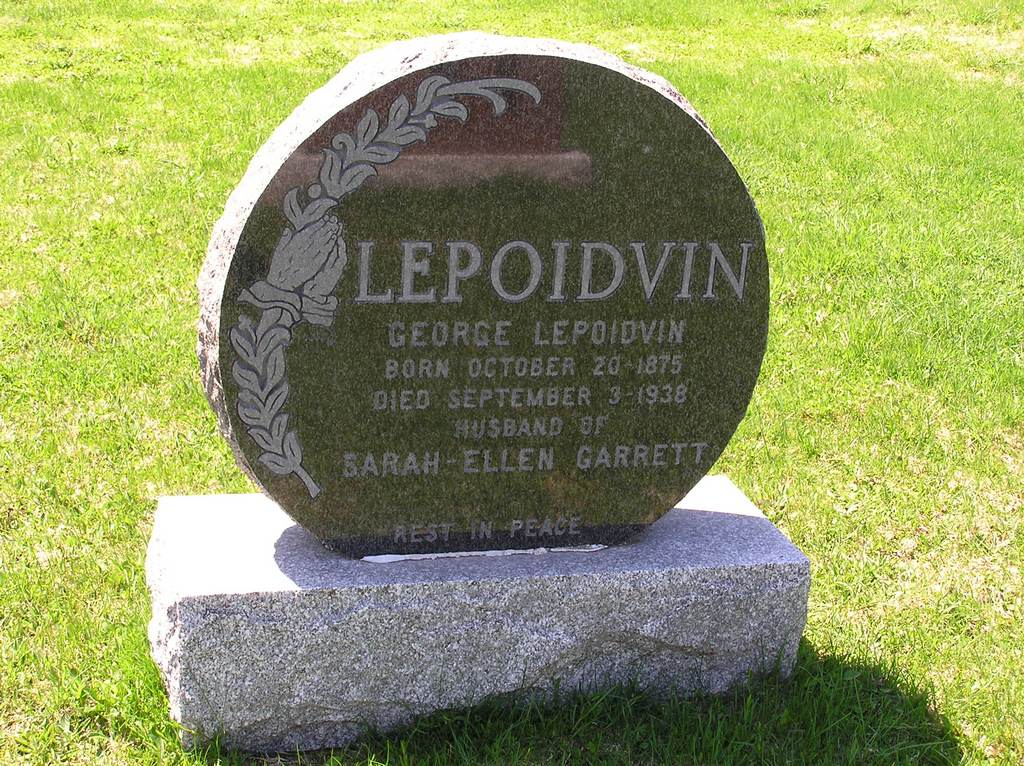 LEPOIDVIN
GEORGE LEPOIDVIN
BORN OCTOBER 20-1875
DIED SEPTEMBER 3-1938
HUSBAND OF
SARAH-ELLEN GARRETT
REST IN PEACE